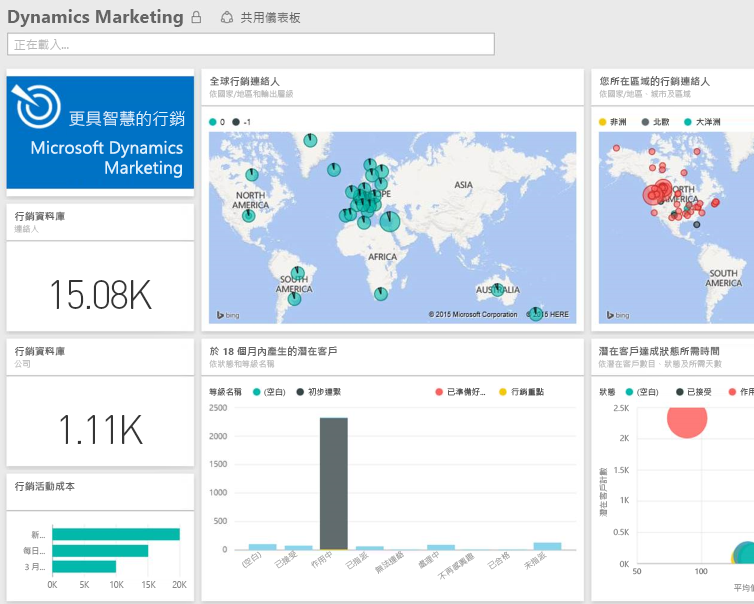 Dynamics Marketing
共用儀表板
正在載入...
更具智慧的行銷
Microsoft Dynamics
Marketing
全球行銷連絡人
依國家/地區和輸出層級
0 -1
NORTH
AMERICA
ASIA
AFRICA
SOUTH
AMERICA
bing
© 2015 Microsoft Corporation
HERE
您所在區域的行銷連絡人
依國家/地區、城市及區域
非洲 北歐 大洋洲
AMERICA
SOUTH
AMERICA
bing
行銷資料庫
連絡人
15.08K
行銷資料庫
公司
1.11K
行銷活動成本
新...
每日...
3 月...
0K 5K 10K 15K 20K
於 18 個月內產生的潛在客戶
依狀態和等級名稱
等級名稱 (空白) 初步連繫 已準備好... 行銷重點
2500
2000
1500
1000
500
0
(空白) 已接受 作用中 已指派 無法連絡 處理中 不再感興趣 已合格 未指派
潛在客戶達成狀態所需時間
依潛在客戶數目、狀態及所需天數
狀態 (空白) 已接受 作用
潛在客戶計數
2.5K
2K
1.5K
1K
0.5K
0K
50 100
平均